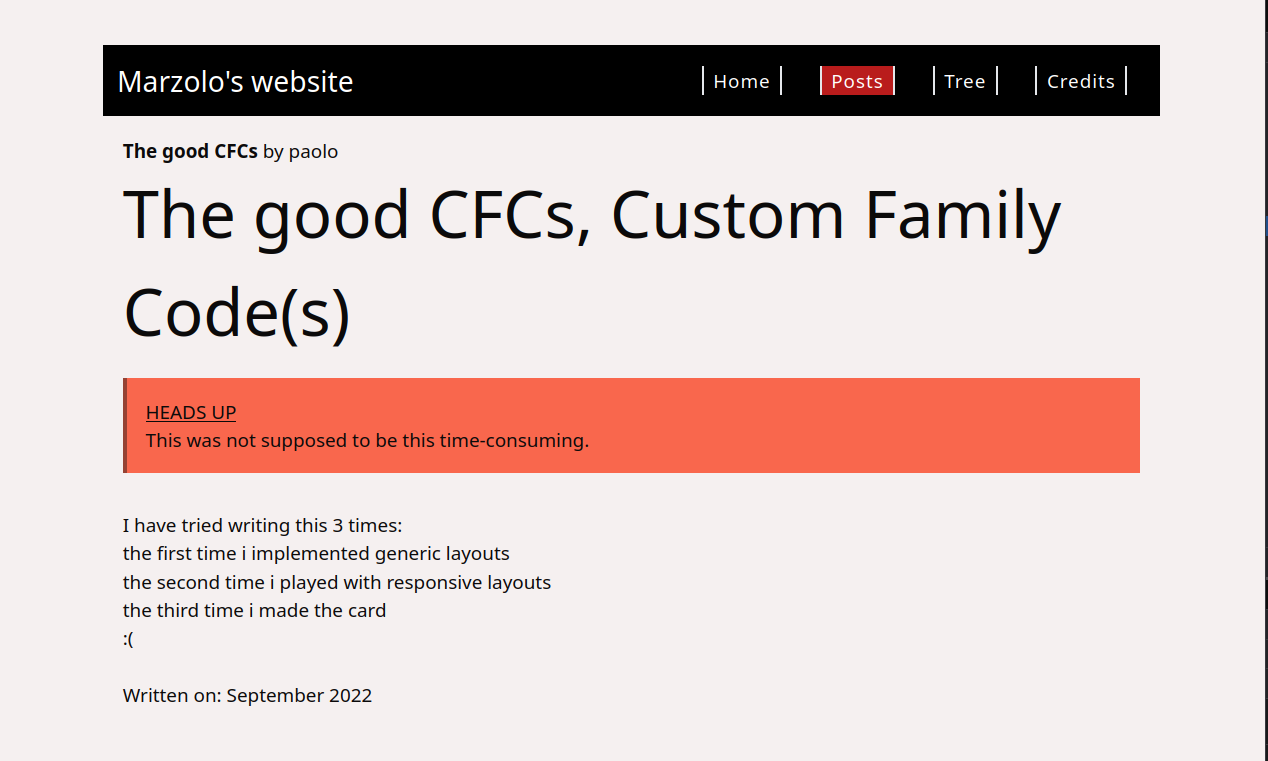 Marzolo's website
Home Posts Tree Credits
The good CFCs by paolo
The good CFCs, Custom Family
Code(s)
HEADS UP
This was not supposed to be this time-consuming.
I have tried writing this 3 times:
the first time i implemented generic layouts
the second time i played with responsive layouts
the third time i made the card
:(
Written on: September 2022